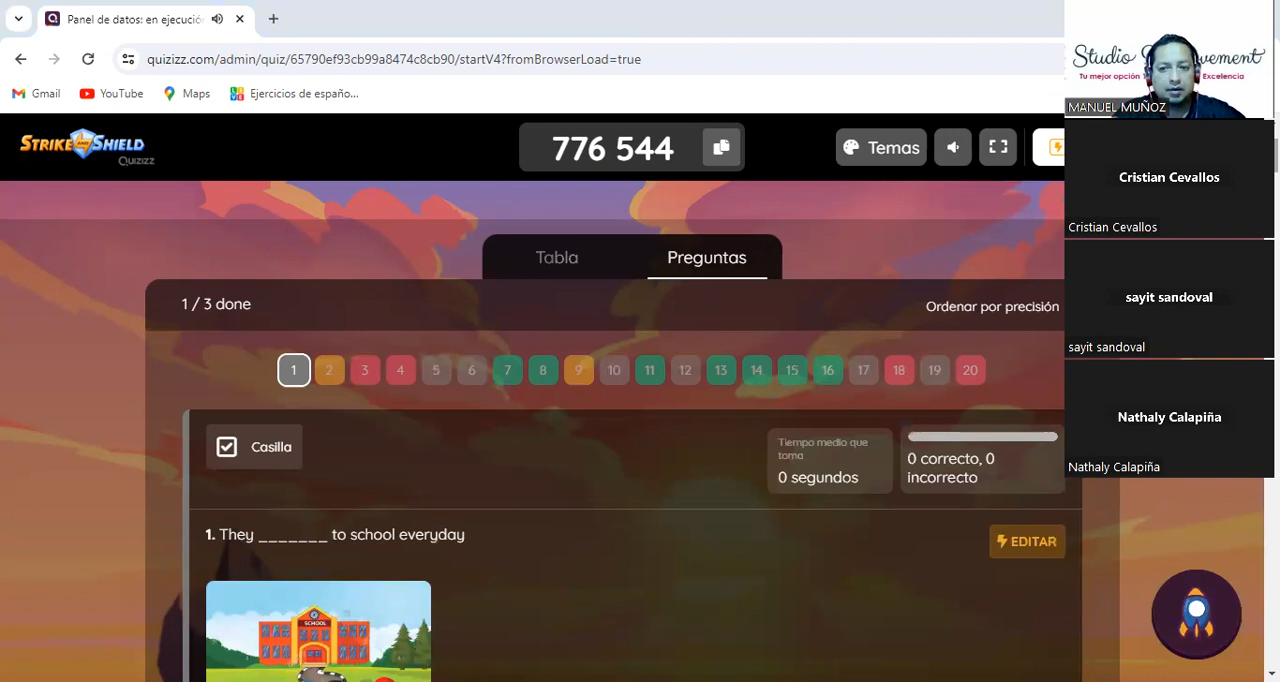 Panel de datos: en ejecución
quizizz.com/admin/quiz/65790ef93cb99a8474c8cb90/startV4?fromBrowserLoad=true
Gmail
YouTube
Maps
Ejercicios de españo...
STRIKE AND SHIELD
Quizizz
776 544
Temas
Tabla
Preguntas
1 / 3 done
Ordenar por precisión
1 2 3 4 5 6 7 8 9 10 11 12 13 14 15 16 17 18 19 20
Casilla
Tiempo medio que
toma
0 segundos
0 correcto, 0
incorrecto
1. They _______ to school everyday
EDITAR
SCHOOL
Studio
Tu mejor opción
Excelencia
MANUEL MUÑOZ
Cristian Cevallos
Cristian Cevallos
sayit sandoval
sayit sandoval
Nathaly Calapiña
Nathaly Calapiña